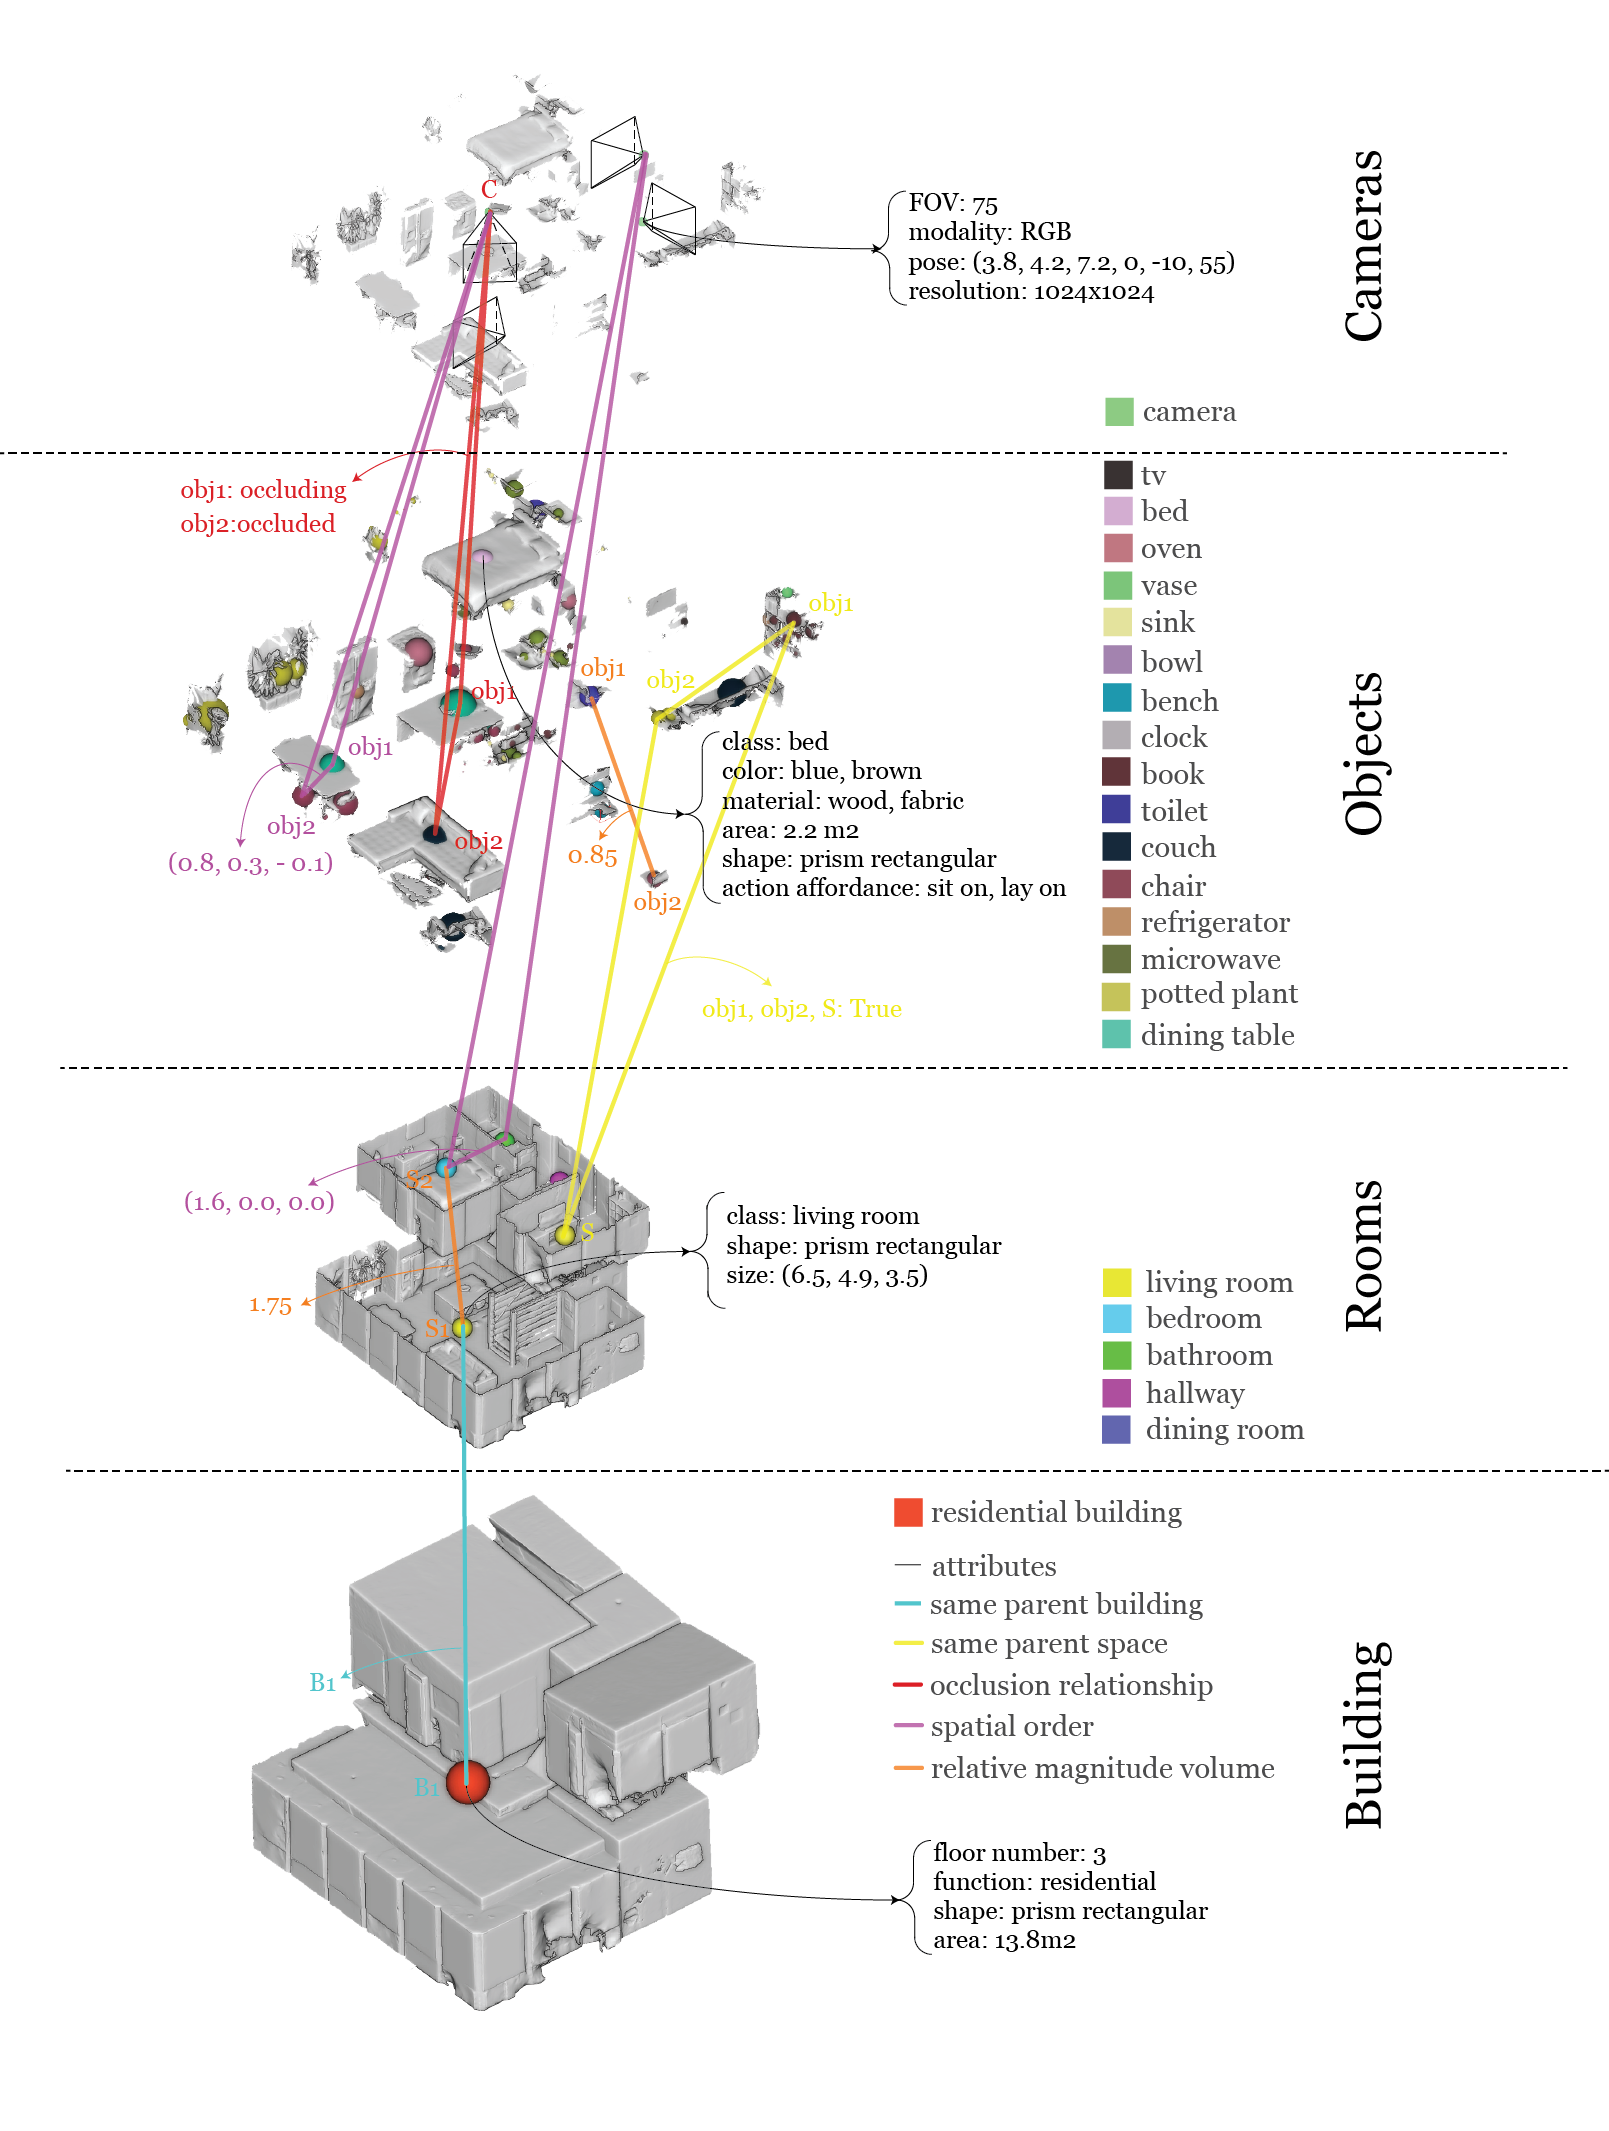 C
FOV: 75
modality: RGB
pose: (3.8, 4.2, 7.2, 0, -10, 55)
resolution: 1024x1024
Cameras
camera
obj1: occluding
obj2:occluded
obj1
obj2
(0.8, 0.3, - 0.1)
obj1
obj2
obj1
0.85
obj2
obj1
obj2
class: bed
color: blue, brown
material: wood, fabric
area: 2.2 m2
shape: prism rectangular
action affordance: sit on, lay on
obj1, obj2, S: True
tv
bed
oven
vase
sink
bowl
bench
clock
book
toilet
couch
chair
refrigerator
microwave
potted plant
dining table
Objects
S2
(1.6, 0.0, 0.0)
S
1.75
S1
class: living room
shape: prism rectangular
size: (6.5, 4.9, 3.5)
living room
bedroom
bathroom
hallway
dining room
Rooms
residential building
attributes
same parent building
same parent space
occlusion relationship
spatial order
relative magnitude volume
B1
B1
floor number: 3
function: residential
shape: prism rectangular
area: 13.8m2
Building